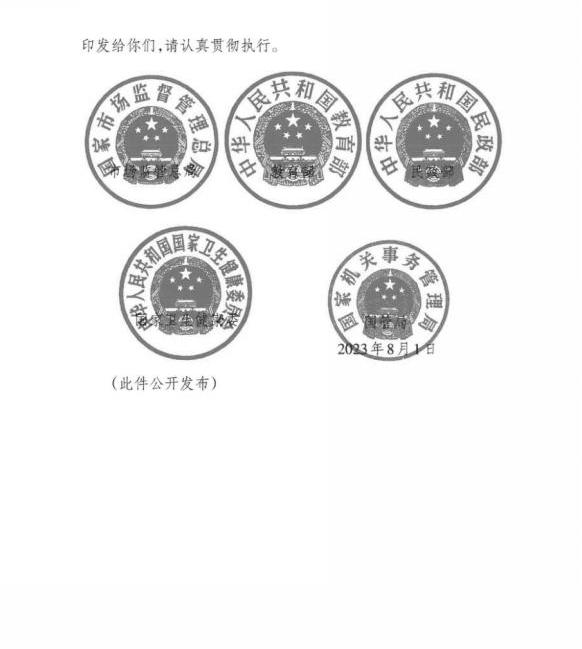 印发给你们,请认真贯彻执行。
国家市场监督管理总局
市场监管总局
中华人民共和国教育部
教育部
中华人民共和国民政部
民政部
中华人民共和国国家卫生健康委员会
国家卫生健康委
国家机关事务管理局
国管局
2023年8月1日
(此件公开发布)